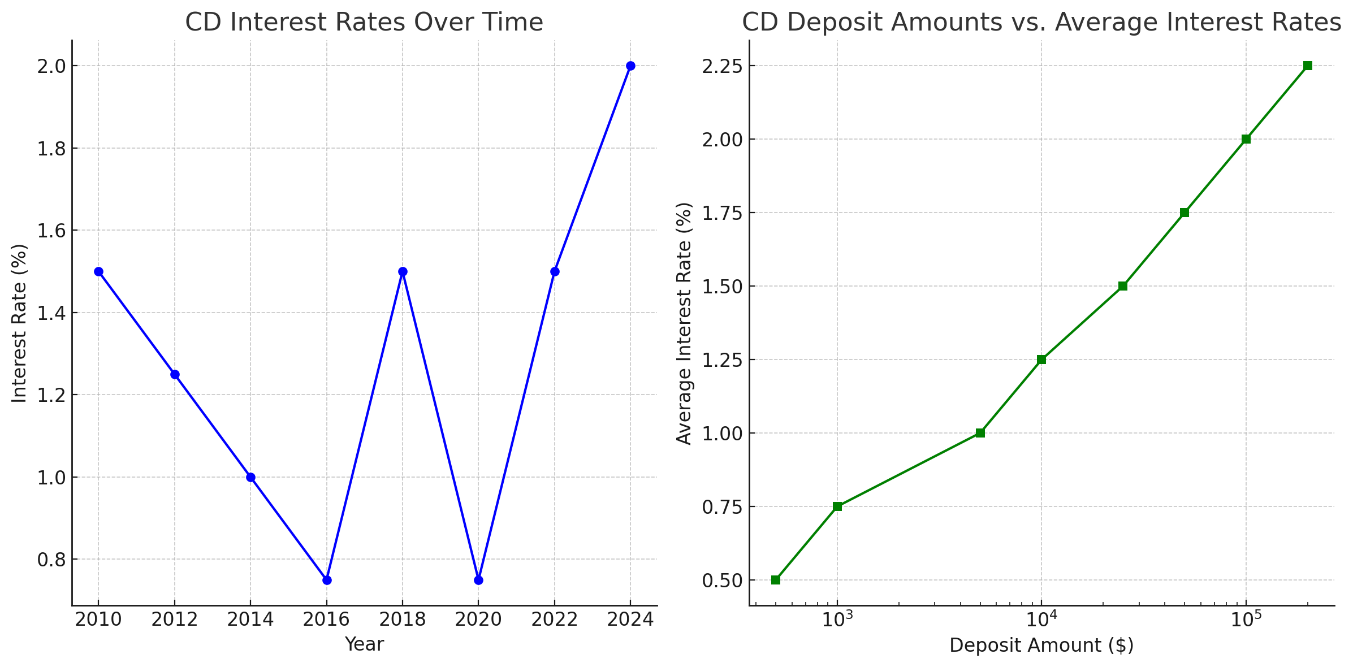 CD Interest Rates Over Time
Interest Rate (%)
2.0
1.8
1.6
1.4
1.2
1.0
0.8
2010 2012 2014 2016 2018 2020 2022 2024
Year
CD Deposit Amounts vs. Average Interest Rates
Average Interest Rate (%)
2.25
2.00
1.75
1.50
1.25
1.00
0.75
0.50
10³ 10⁴ 10⁵
Deposit Amount ($)